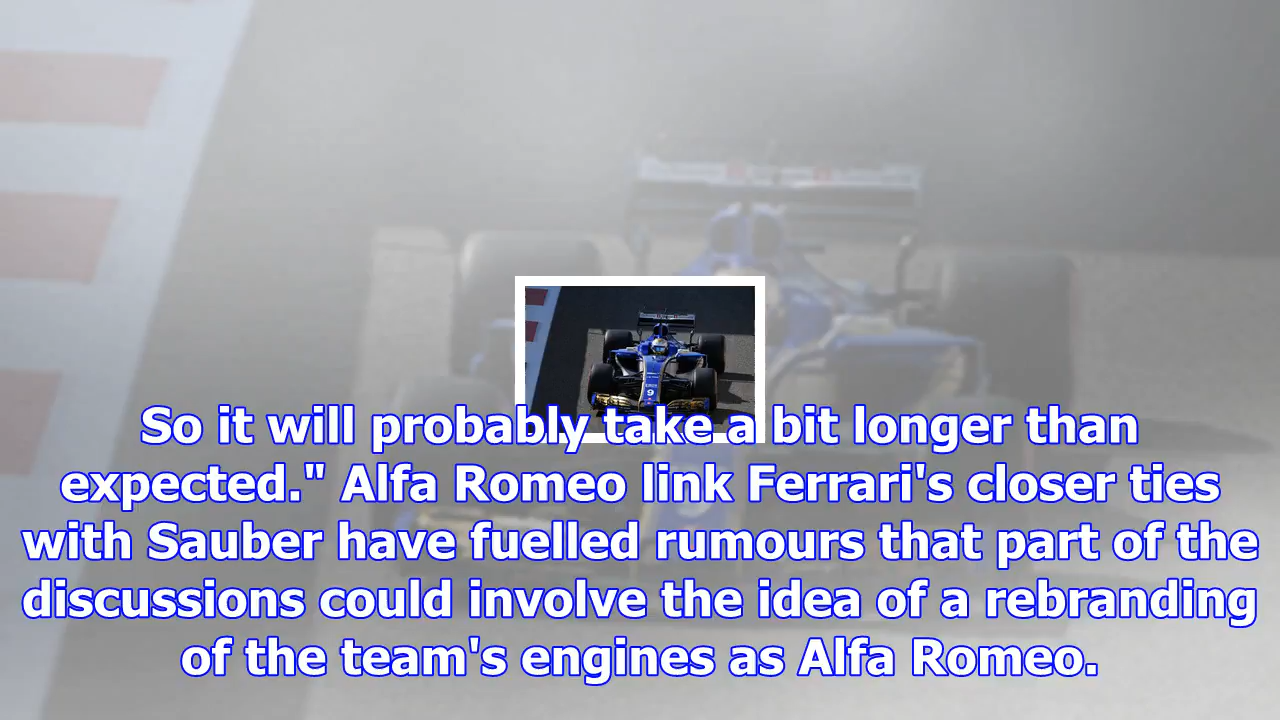 So it will probably take a bit longer than
expected." Alfa Romeo link Ferrari's closer ties
with Sauber have fuelled rumours that part of the
discussions could involve the idea of a rebranding
of the team's engines as Alfa Romeo.
9